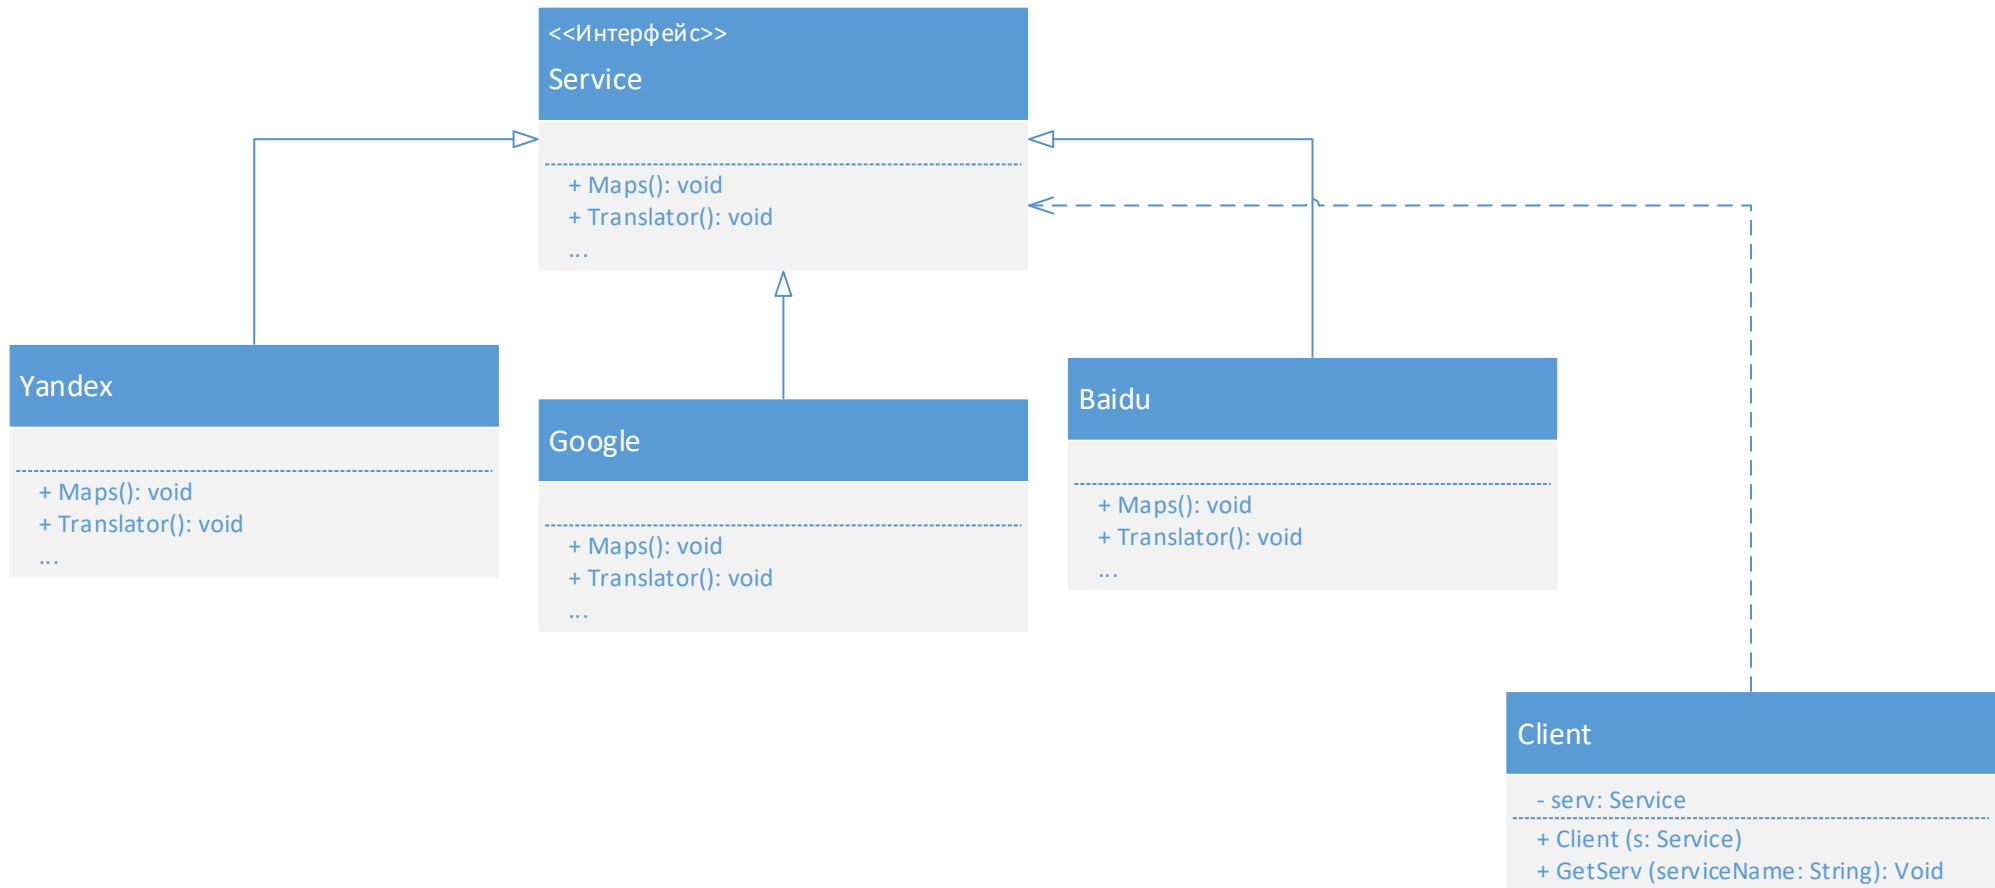 <<Интерфейс>>
Service
+ Maps(): void
+ Translator(): void
...
Yandex
+ Maps(): void
+ Translator(): void
...
Google
+ Maps(): void
+ Translator(): void
...
Baidu
+ Maps(): void
+ Translator(): void
...
Client
- serv: Service
+ Client (s: Service)
+ GetServ (serviceName: String): Void